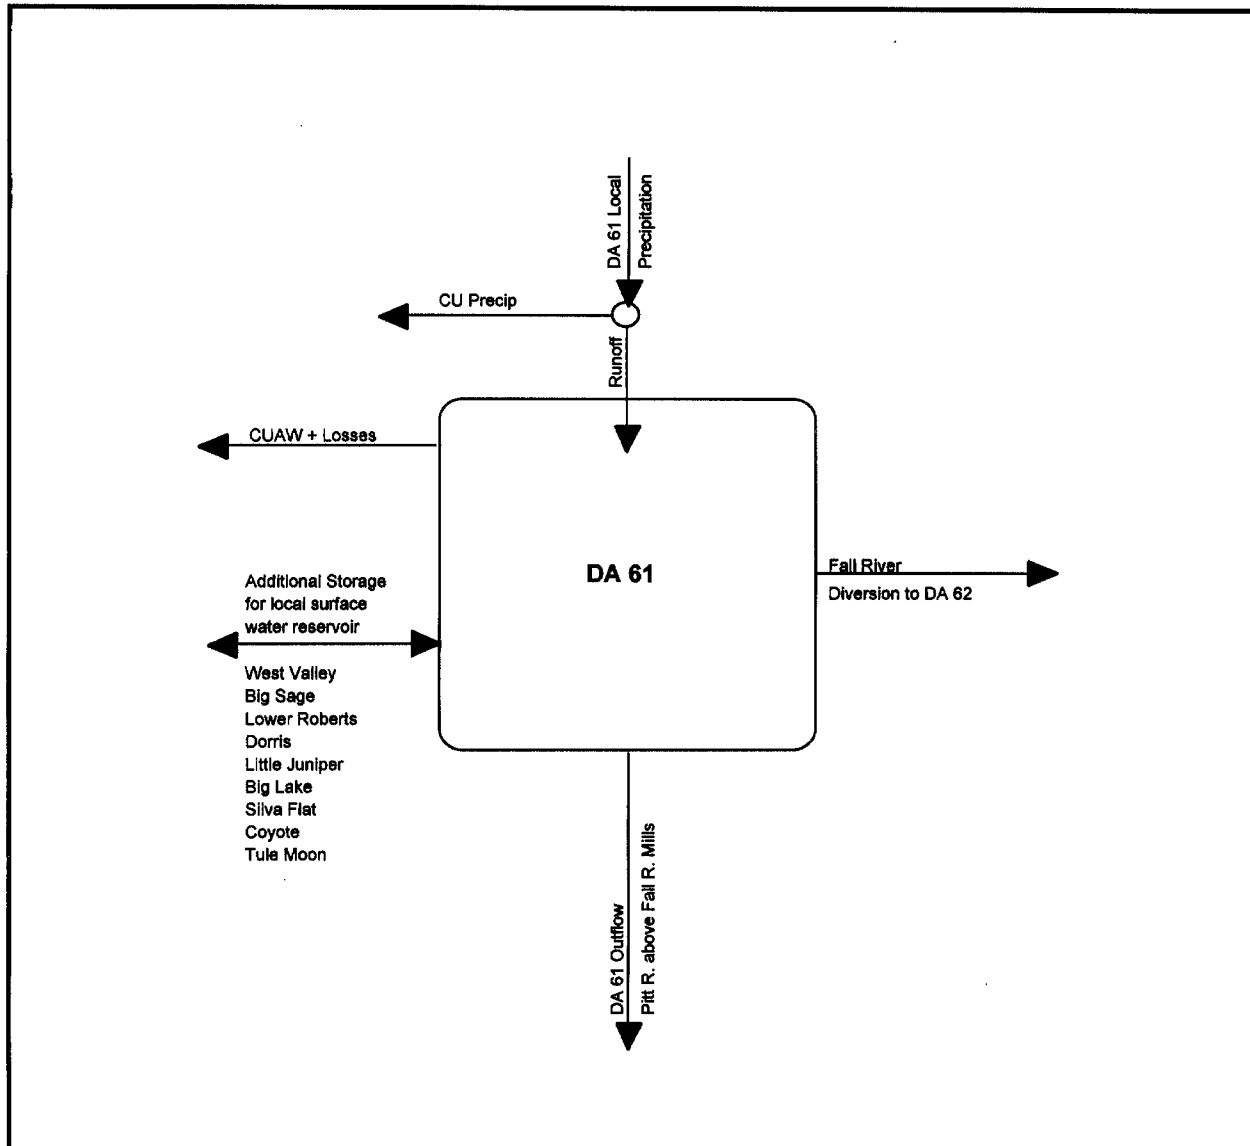 DA 61 Local
Precipitation
CU Precip
Runoff
CUAW + Losses
DA 61
Fall River
Diversion to DA 62
Additional Storage
for local surface
water reservoir
West Valley
Big Sage
Lower Roberts
Dorris
Little Juniper
Big Lake
Silva Flat
Coyote
Tule Moon
DA 61 Outflow
Pitt R. above Fall R. Mills